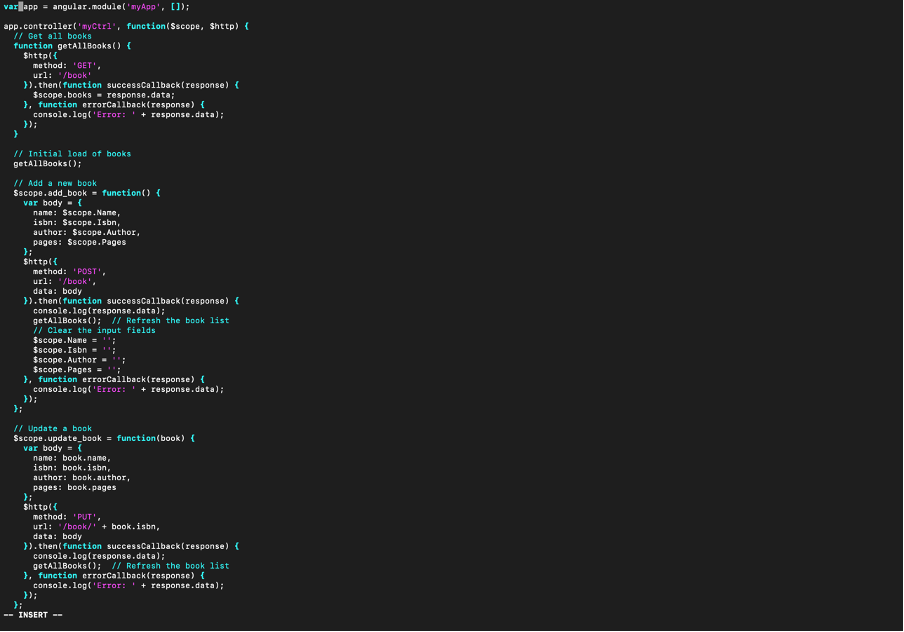 var app = angular.module('myApp', []);

app.controller('myCtrl', function($scope, $http) {
  // Get all books
  function getAllBooks() {
    $http({
      method: 'GET',
      url: '/book'
    }).then(function successCallback(response) {
      $scope.books = response.data;
    }, function errorCallback(response) {
      console.log('Error: ' + response.data);
    });
  }

  // Initial load of books
  getAllBooks();

  // Add a new book
  $scope.add_book = function() {
    var body = {
      name: $scope.Name,
      isbn: $scope.Isbn,
      author: $scope.Author,
      pages: $scope.Pages
    };
    $http({
      method: 'POST',
      url: '/book',
      data: body
    }).then(function successCallback(response) {
      console.log(response.data);
      getAllBooks();  // Refresh the book list
      // Clear the input fields
      $scope.Name = '';
      $scope.Isbn = '';
      $scope.Author = '';
      $scope.Pages = '';
    }, function errorCallback(response) {
      console.log('Error: ' + response.data);
    });
  };

  // Update a book
  $scope.update_book = function(book) {
    var body = {
      name: book.name,
      isbn: book.isbn,
      author: book.author,
      pages: book.pages
    };
    $http({
      method: 'PUT',
      url: '/book/' + book.isbn,
      data: body
    }).then(function successCallback(response) {
      console.log(response.data);
      getAllBooks();  // Refresh the book list
    }, function errorCallback(response) {
      console.log('Error: ' + response.data);
    });
  };
-- INSERT --